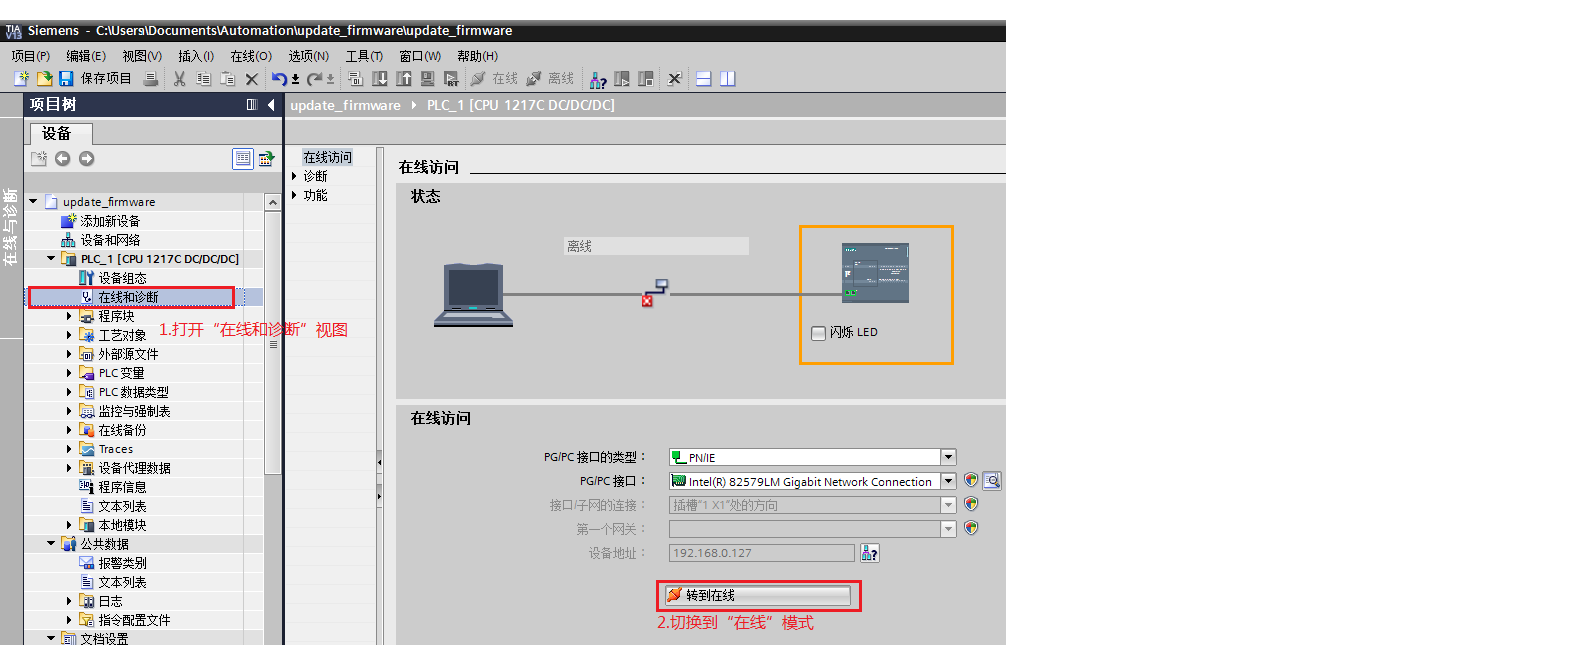 Siemens - C:\Users\Documents\Automation\update_firmware\update_firmware
项目(P) 编辑(E) 视图(V) 插入(I) 在线(O) 选项(N) 工具(T) 窗口(W) 帮助(H)
保存项目 在线 离线
项目树
update_firmware PLC_1 [CPU 1217C DC/DC/DC]
设备
在线与诊断
update_firmware
添加新设备
设备和网络
PLC_1 [CPU 1217C DC/DC/DC]
设备组态
在线和诊断
程序块
工艺对象
外部源文件
PLC 变量
PLC 数据类型
监控与强制表
在线备份
Traces
设备代理数据
程序信息
文本列表
本地模块
公共数据
报警类别
文本列表
日志
指令配置文件
文档设置
1.打开“在线和诊断”视图
在线访问
诊断
功能
在线访问
状态
离线
闪烁 LED
在线访问
PG/PC 接口的类型： PN/IE
PG/PC 接口： Intel(R) 82579LM Gigabit Network Connection
接口/子网的连接： 插槽"1 X1"处的方向
第一个网关：
设备地址： 192.168.0.127
转到在线
2.切换到“在线”模式